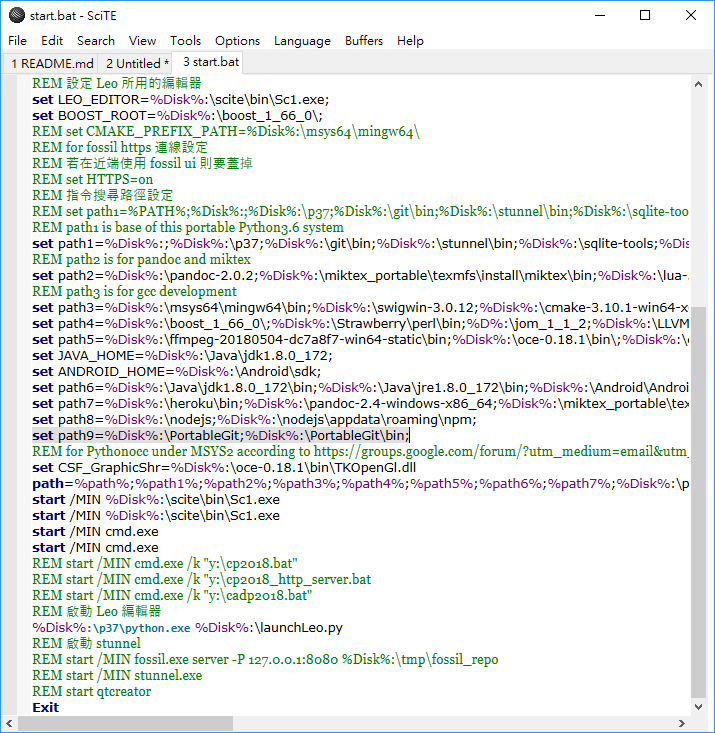 start.bat - SciTE
File Edit Search View Tools Options Language Buffers Help
1 README.md 2 Untitled * 3 start.bat
REM 設定 Leo 所用的編輯器
set LEO_EDITOR=%Disk%:\scite\bin\Sc1.exe;
set BOOST_ROOT=%Disk%:\boost_1_66_0\;
REM set CMAKE_PREFIX_PATH=%Disk%:\msys64\mingw64\
REM for fossil https 連線設定
REM 若在近端使用 fossil ui 則要蓋掉
REM set HTTPS=on
REM 指令搜尋路徑設定
REM set path1=%PATH%;%Disk%:;%Disk%:\p37;%Disk%:\git\bin;%Disk%:\stunnel\bin;%Disk%:\sqlite-too
REM path1 is base of this portable Python3.6 system
set path1=%Disk%:;%Disk%:\p37;%Disk%:\git\bin;%Disk%:\stunnel\bin;%Disk%:\sqlite-tools;%Dis
REM path2 is for pandoc and miktex
set path2=%Disk%:\pandoc-2.0.2;%Disk%:\miktex_portable\texmfs\install\miktex\bin;%Disk%:\lua-
REM path3 is for gcc development
set path3=%Disk%:\msys64\mingw64\bin;%Disk%:\swigwin-3.0.12;%Disk%:\cmake-3.10.1-win64-x
set path4=%Disk%:\boost_1_66_0\;%Disk%:\Strawberry\perl\bin;%D%:\jom_1_1_2;%Disk%:\LLVM
set path5=%Disk%:\ffmpeg-20180504-dc7a8f7-win64-static\bin;%Disk%:\oce-0.18.1\bin\;%Disk%:\
set JAVA_HOME=%Disk%:\Java\jdk1.8.0_172;
set ANDROID_HOME=%Disk%:\Android\sdk;
set path6=%Disk%:\Java\jdk1.8.0_172\bin;%Disk%:\Java\jre1.8.0_172\bin;%Disk%:\Android\Androi
set path7=%Disk%:\heroku\bin;%Disk%:\pandoc-2.4-windows-x86_64;%Disk%:\miktex_portable\tex
set path8=%Disk%:\nodejs;%Disk%:\nodejs\appdata\roaming\npm;
set path9=%Disk%:\PortableGit;%Disk%:\PortableGit\bin;
REM for Pythonocc under MSYS2 according to https://groups.google.com/forum/?utm_medium=email&utm_
set CSF_GraphicShr=%Disk%:\oce-0.18.1\bin\TKOpenGl.dll
path=%path%;%path1%;%path2%;%path3%;%path4%;%path5%;%path6%;%path7%;%Disk%:\p
start /MIN %Disk%:\scite\bin\Sc1.exe
start /MIN %Disk%:\scite\bin\Sc1.exe
start /MIN cmd.exe
start /MIN cmd.exe
REM start /MIN cmd.exe /k "y:\cp2018.bat"
REM start /MIN cmd.exe /k "y:\cp2018_http_server.bat
REM start /MIN cmd.exe /k "y:\cadp2018.bat"
REM 啟動 Leo 編輯器
%Disk%:\p37\python.exe %Disk%:\launchLeo.py
REM 啟動 stunnel
REM start /MIN fossil.exe server -P 127.0.0.1:8080 %Disk%:\tmp\fossil_repo
REM start /MIN stunnel.exe
REM start qtcreator
Exit